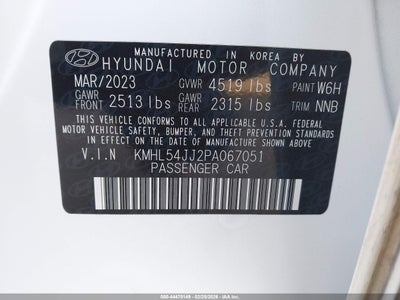 MANUFACTURED IN KOREA BY
HYUNDAI MOTOR COMPANY
MAR/2023 GVWR 4519 lbs PAINT W6H
GAWR FRONT 2513 lbs GAWR REAR 2315 lbs TRIM NNB
THIS VEHICLE CONFORMS TO ALL APPLICABLE U.S.A. FEDERAL
MOTOR VEHICLE SAFETY, BUMPER, AND THEFT PREVENTION
STANDARDS IN EFFECT ON THE DATE OF MANUFACTURE SHOWN ABOVE.
V.I.N KMHL54JJ2PA067051
PASSENGER CAR